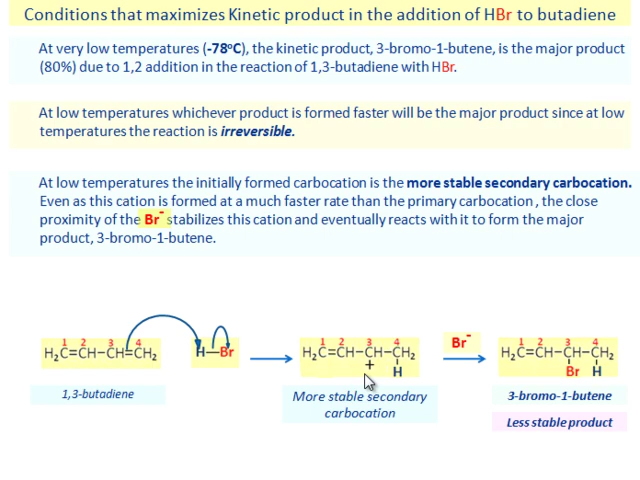 Conditions that maximizes Kinetic product in the addition of HBr to butadiene
At very low temperatures (-78ºC), the kinetic product, 3-bromo-1-butene, is the major product
(80%) due to 1,2 addition in the reaction of 1,3-butadiene with HBr.
At low temperatures whichever product is formed faster will be the major product since at low
temperatures the reaction is irreversible.
At low temperatures the initially formed carbocation is the more stable secondary carbocation.
Even as this cation is formed at a much faster rate than the primary carbocation , the close
proximity of the Br⁻ stabilizes this cation and eventually reacts with it to form the major
product, 3-bromo-1-butene.
1 2 3 4
H₂C=CH-CH=CH₂
H—Br
1 2 3 4
H₂C=CH-CH-CH₂
+ H
Br⁻
1 2 3 4
H₂C=CH-CH-CH₂
Br H
1,3-butadiene
More stable secondary
carbocation
3-bromo-1-butene
Less stable product